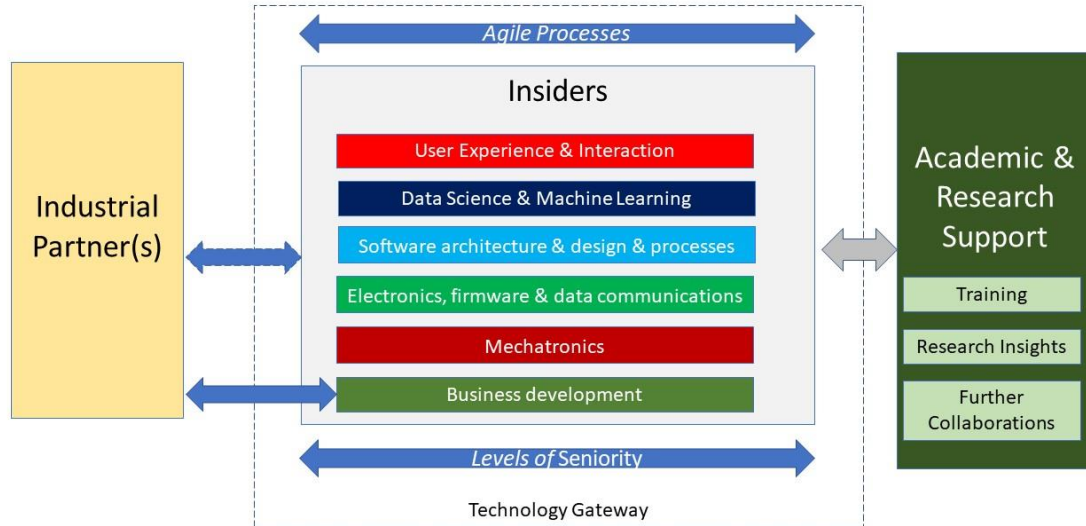 Agile Processes
Industrial
Partner(s)
Insiders
User Experience & Interaction
Data Science & Machine Learning
Software architecture & design & processes
Electronics, firmware & data communications
Mechatronics
Business development
Levels of Seniority
Technology Gateway
Academic &
Research
Support
Training
Research Insights
Further
Collaborations